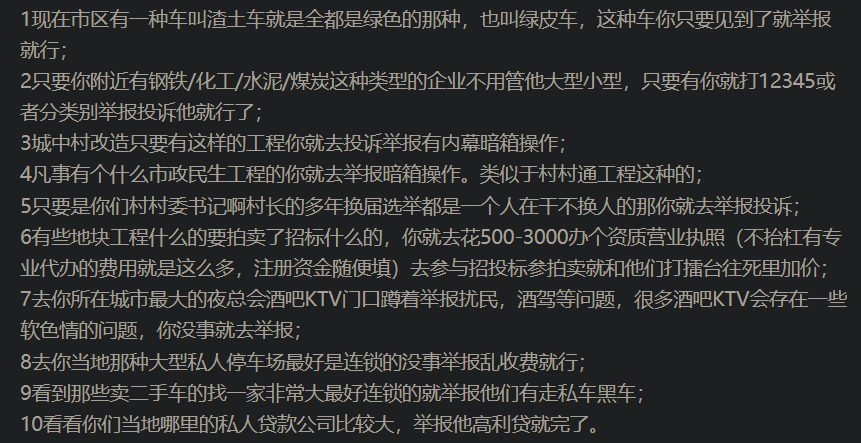 1现在市区有一种车叫渣土车就是全都是绿色的那种，也叫绿皮车，这种车你只要见到了就举报
就行；
2只要你附近有钢铁/化工/水泥/煤炭这种类型的企业不用管他大型小型，只要有你就打12345或
者分类别举报投诉他就行了；
3城中村改造只要有这样的工程你就去投诉举报有内幕暗箱操作；
4凡事有个什么市政民生工程的你就去举报暗箱操作。类似于村村通工程这种的；
5只要是你们村村委书记啊村长的多年换届选举都是一个人在干不换人的那你就去举报投诉；
6有些地块工程什么的要拍卖了招标什么的，你就去花500-3000办个资质营业执照（不抬杠有专
业代办的费用就是这么多，注册资金随便填）去参与招投标参拍卖就和他们打擂台往死里加价；
7去你所在城市最大的夜总会酒吧KTV门口蹲着举报扰民，酒驾等问题，很多酒吧KTV会存在一些
软色情的问题，你没事就去举报；
8去你当地那种大型私人停车场最好是连锁的没事举报乱收费就行；
9看到那些卖二手车的找一家非常大最好连锁的就举报他们有走私车黑车；
10看看你们当地哪里的私人贷款公司比较大，举报他高利贷就完了。